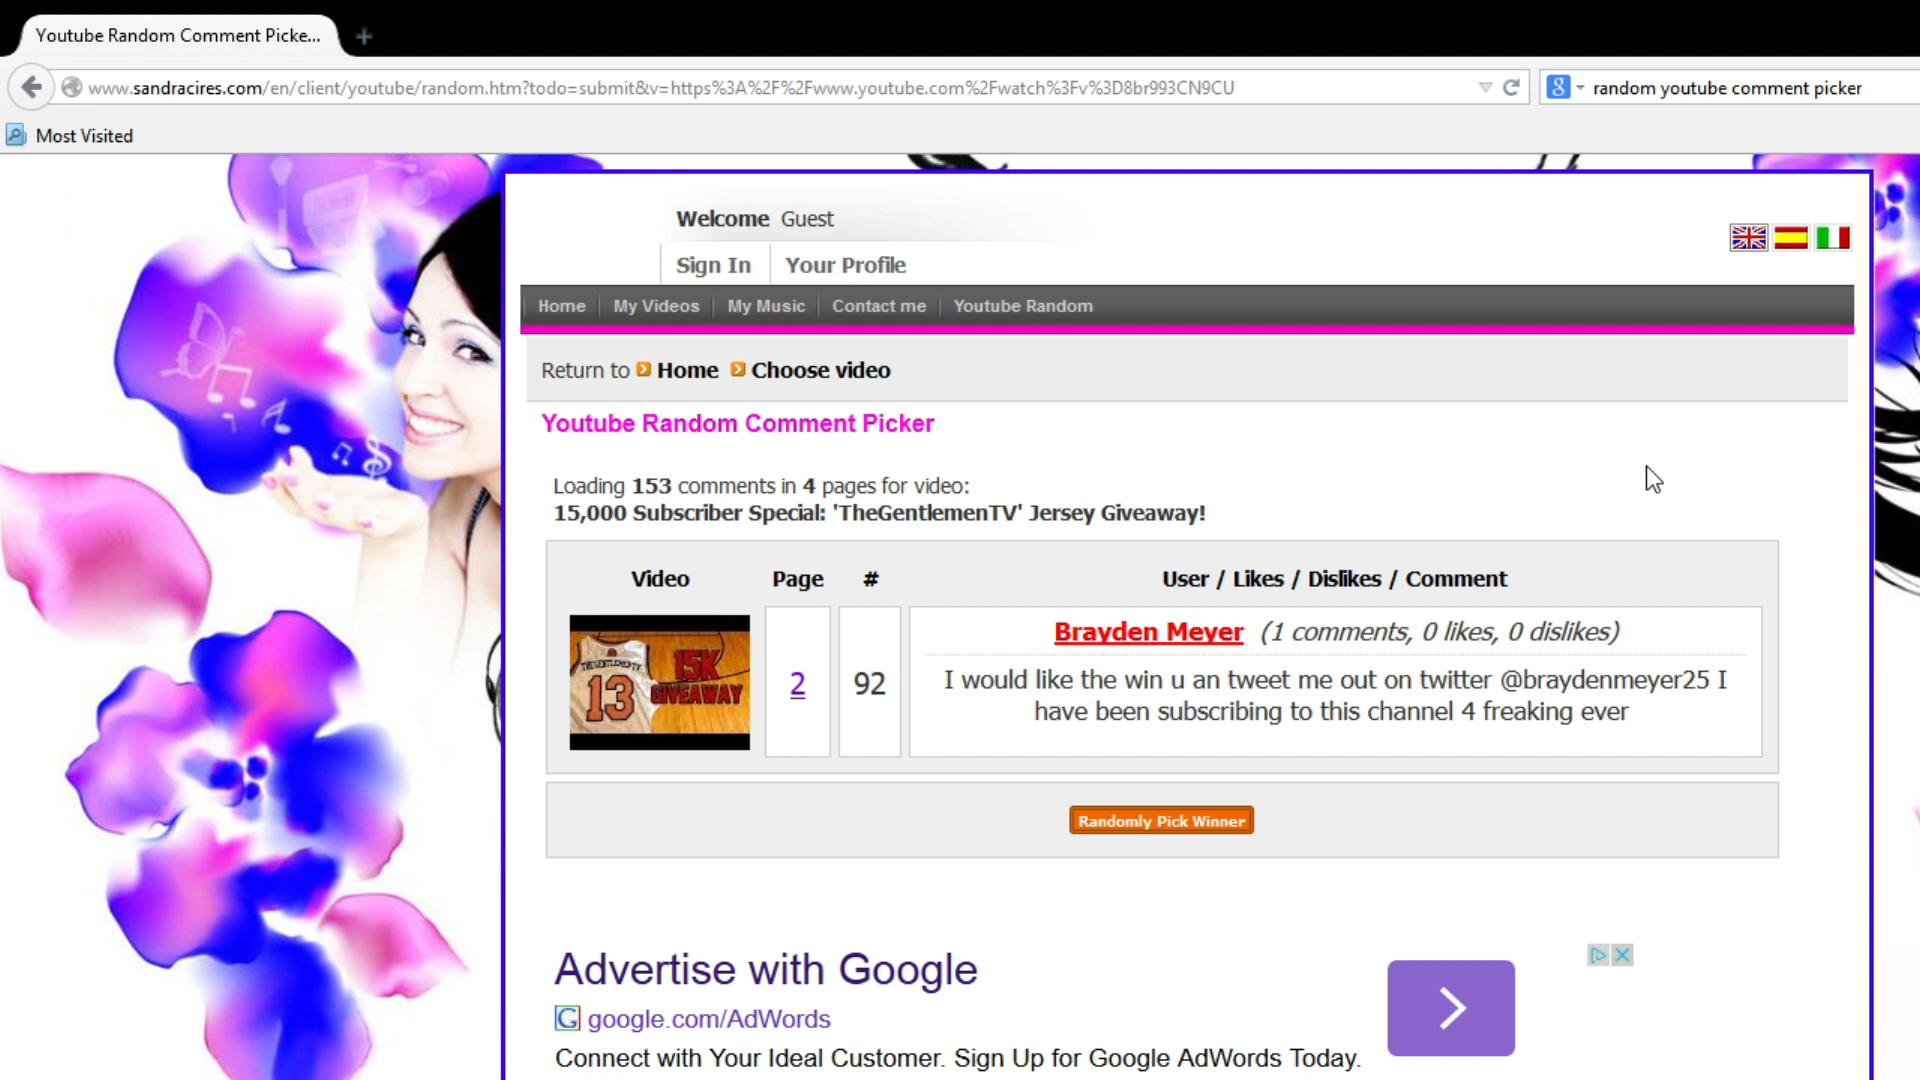 Youtube Random Comment Picke...
www.sandracires.com/en/client/youtube/random.htm?todo=submit&v=https%3A%2F%2Fwww.youtube.com%2Fwatch%3Fv%3D8br993CN9CU
random youtube comment picker
Most Visited
Welcome Guest
Sign In Your Profile
Home My Videos My Music Contact me Youtube Random
Return to Home Choose video
Youtube Random Comment Picker
Loading 153 comments in 4 pages for video:
15,000 Subscriber Special: 'TheGentlemenTV' Jersey Giveaway!
Video Page # User / Likes / Dislikes / Comment
THEGENTLEMENTV
13
15K
GIVEAWAY
2
92
Brayden Meyer (1 comments, 0 likes, 0 dislikes)
I would like the win u an tweet me out on twitter @braydenmeyer25 I
have been subscribing to this channel 4 freaking ever
Randomly Pick Winner
Advertise with Google
google.com/AdWords
Connect with Your Ideal Customer. Sign Up for Google AdWords Today.